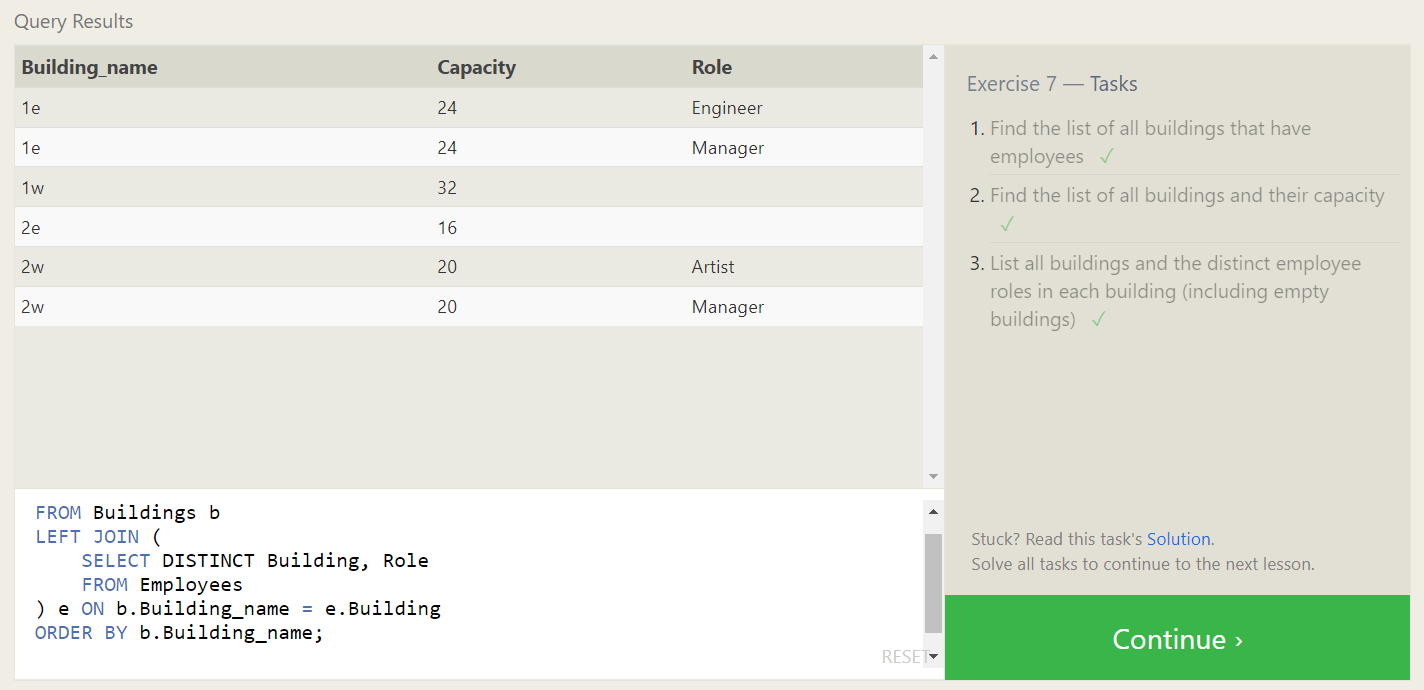 Query Results
Building_name Capacity Role
1e 24 Engineer
1e 24 Manager
1w 32
2e 16
2w 20 Artist
2w 20 Manager
FROM Buildings b
LEFT JOIN (
    SELECT DISTINCT Building, Role
    FROM Employees
) e ON b.Building_name = e.Building
ORDER BY b.Building_name;
RESET
Exercise 7 — Tasks
1. Find the list of all buildings that have
employees ✓
2. Find the list of all buildings and their capacity
✓
3. List all buildings and the distinct employee
roles in each building (including empty
buildings) ✓
Stuck? Read this task's Solution.
Solve all tasks to continue to the next lesson.
Continue ›